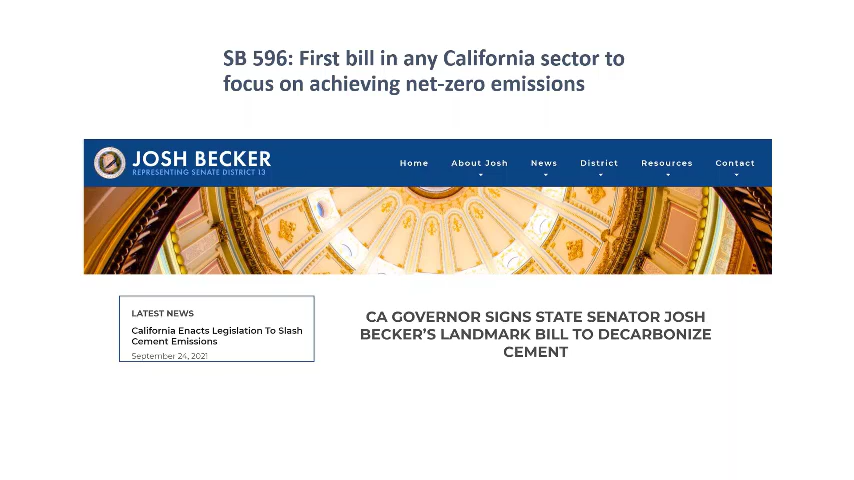 SB 596: First bill in any California sector to
focus on achieving net-zero emissions
JOSH BECKER
REPRESENTING SENATE DISTRICT 13
Home About Josh News District Resources Contact
LATEST NEWS
California Enacts Legislation To Slash
Cement Emissions
September 24, 2021
CA GOVERNOR SIGNS STATE SENATOR JOSH
BECKER'S LANDMARK BILL TO DECARBONIZE
CEMENT